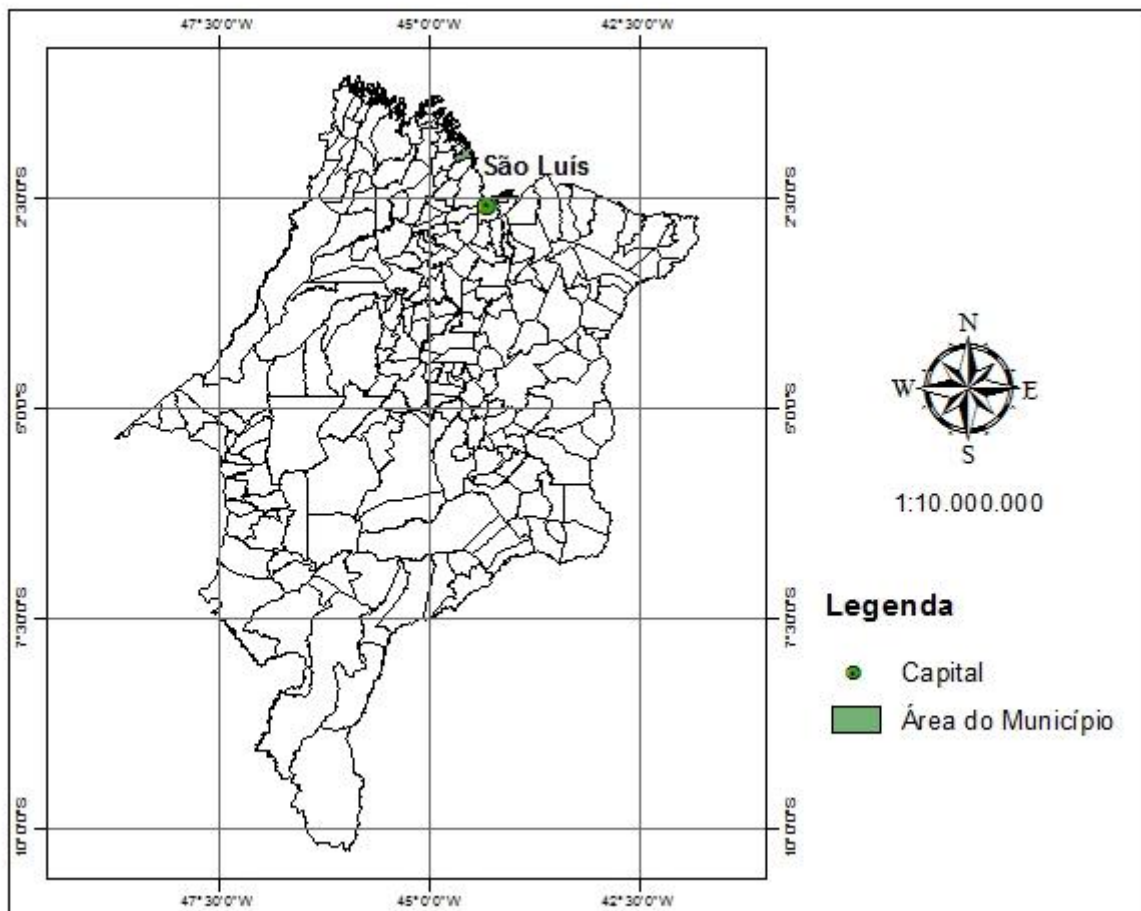 47°30'0"W 45°0'0"W 42°30'0"W
São Luís
2°30'0"S 2°30'0"S
5°0'0"S 5°0'0"S
7°30'0"S 7°30'0"S
10°0'0"S 10°0'0"S
47°30'0"W 45°0'0"W 42°30'0"W
N
W E
S
1:10.000.000
Legenda
Capital
Área do Município